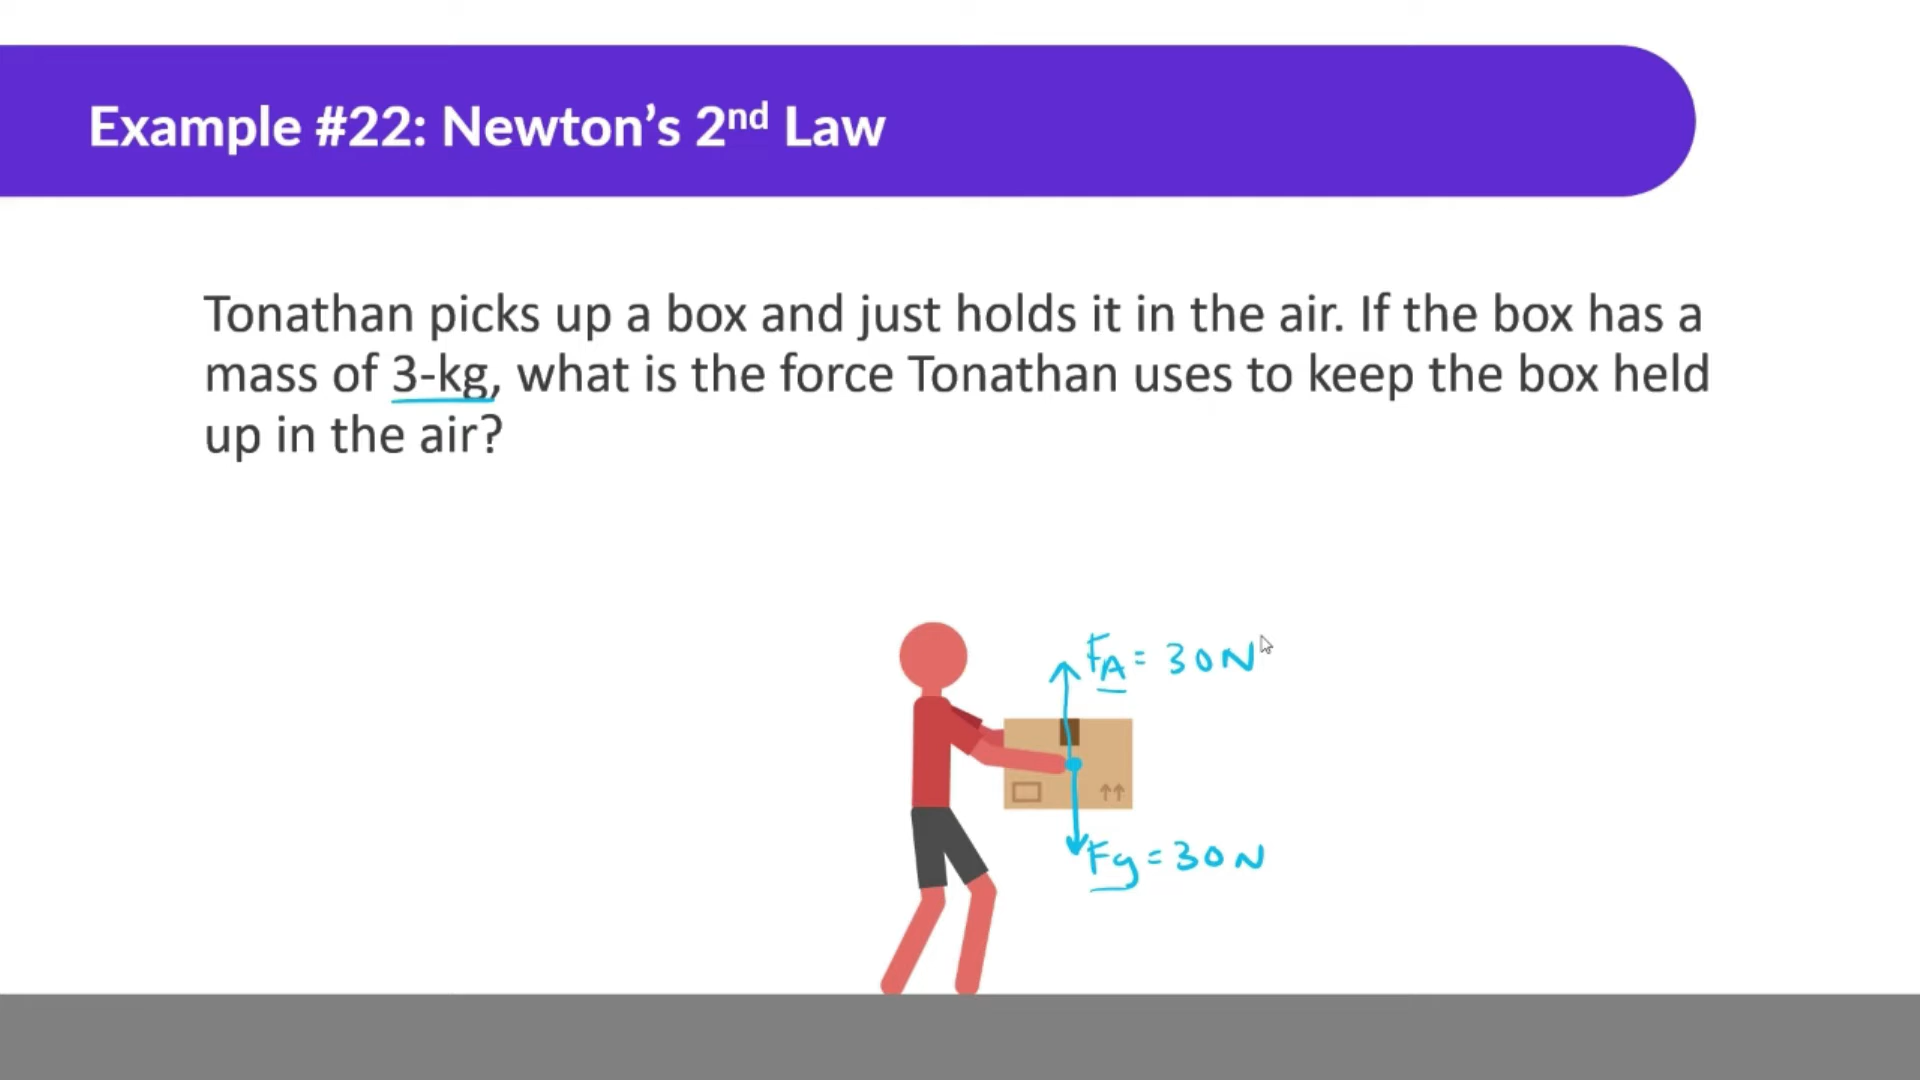 Example #22: Newton’s 2nd Law
Tonathan picks up a box and just holds it in the air. If the box has a
mass of 3-kg, what is the force Tonathan uses to keep the box held
up in the air?
FA = 30N
Fg = 30N